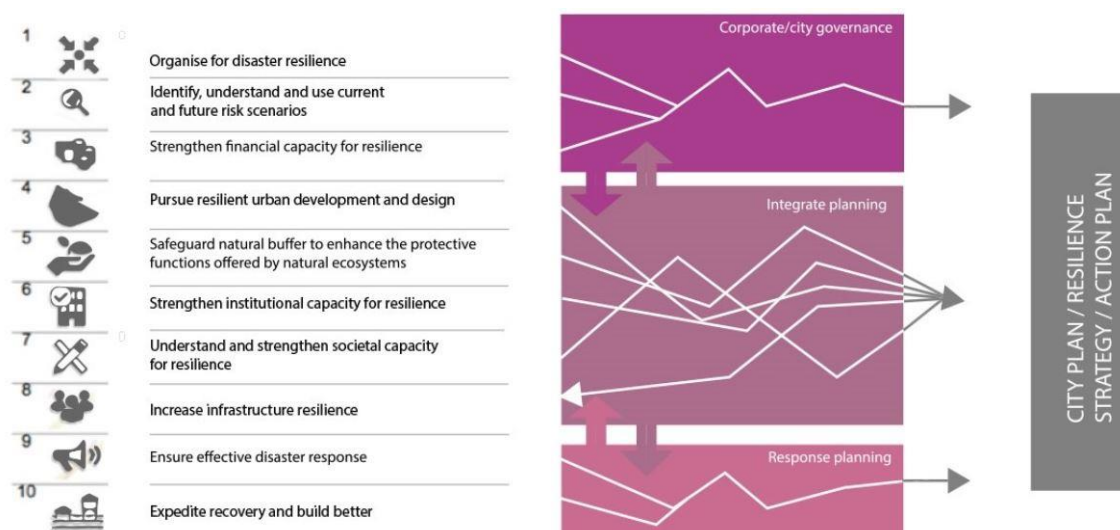 1
Organise for disaster resilience
2
Identify, understand and use current
and future risk scenarios
3
Strengthen financial capacity for resilience
4
Pursue resilient urban development and design
5
Safeguard natural buffer to enhance the protective
functions offered by natural ecosystems
6
Strengthen institutional capacity for resilience
7
Understand and strengthen societal capacity
for resilience
8
Increase infrastructure resilience
9
Ensure effective disaster response
10
Expedite recovery and build better
Corporate/city governance
Integrate planning
Response planning
CITY PLAN / RESILIENCE
STRATEGY / ACTION PLAN